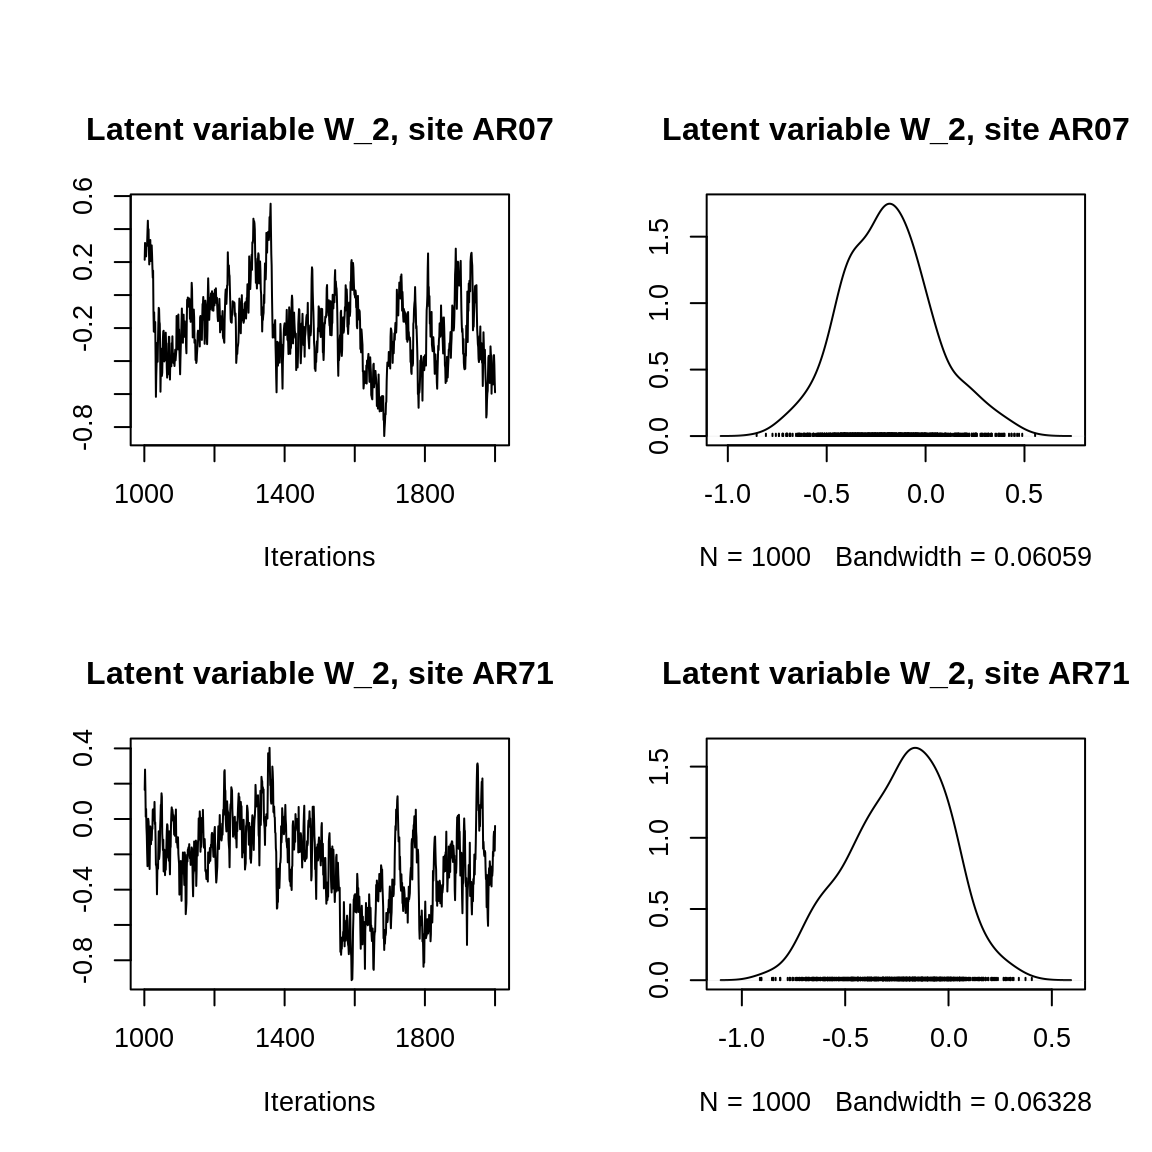 Latent variable W_2, site AR07
0.6
0.2
-0.2
-0.8
1000 1400 1800
Iterations
Latent variable W_2, site AR07
1.5
1.0
0.5
0.0
-1.0 -0.5 0.0 0.5
N = 1000 Bandwidth = 0.06059
Latent variable W_2, site AR71
0.4
0.0
-0.4
-0.8
1000 1400 1800
Iterations
Latent variable W_2, site AR71
1.5
1.0
0.5
0.0
-1.0 -0.5 0.0 0.5
N = 1000 Bandwidth = 0.06328